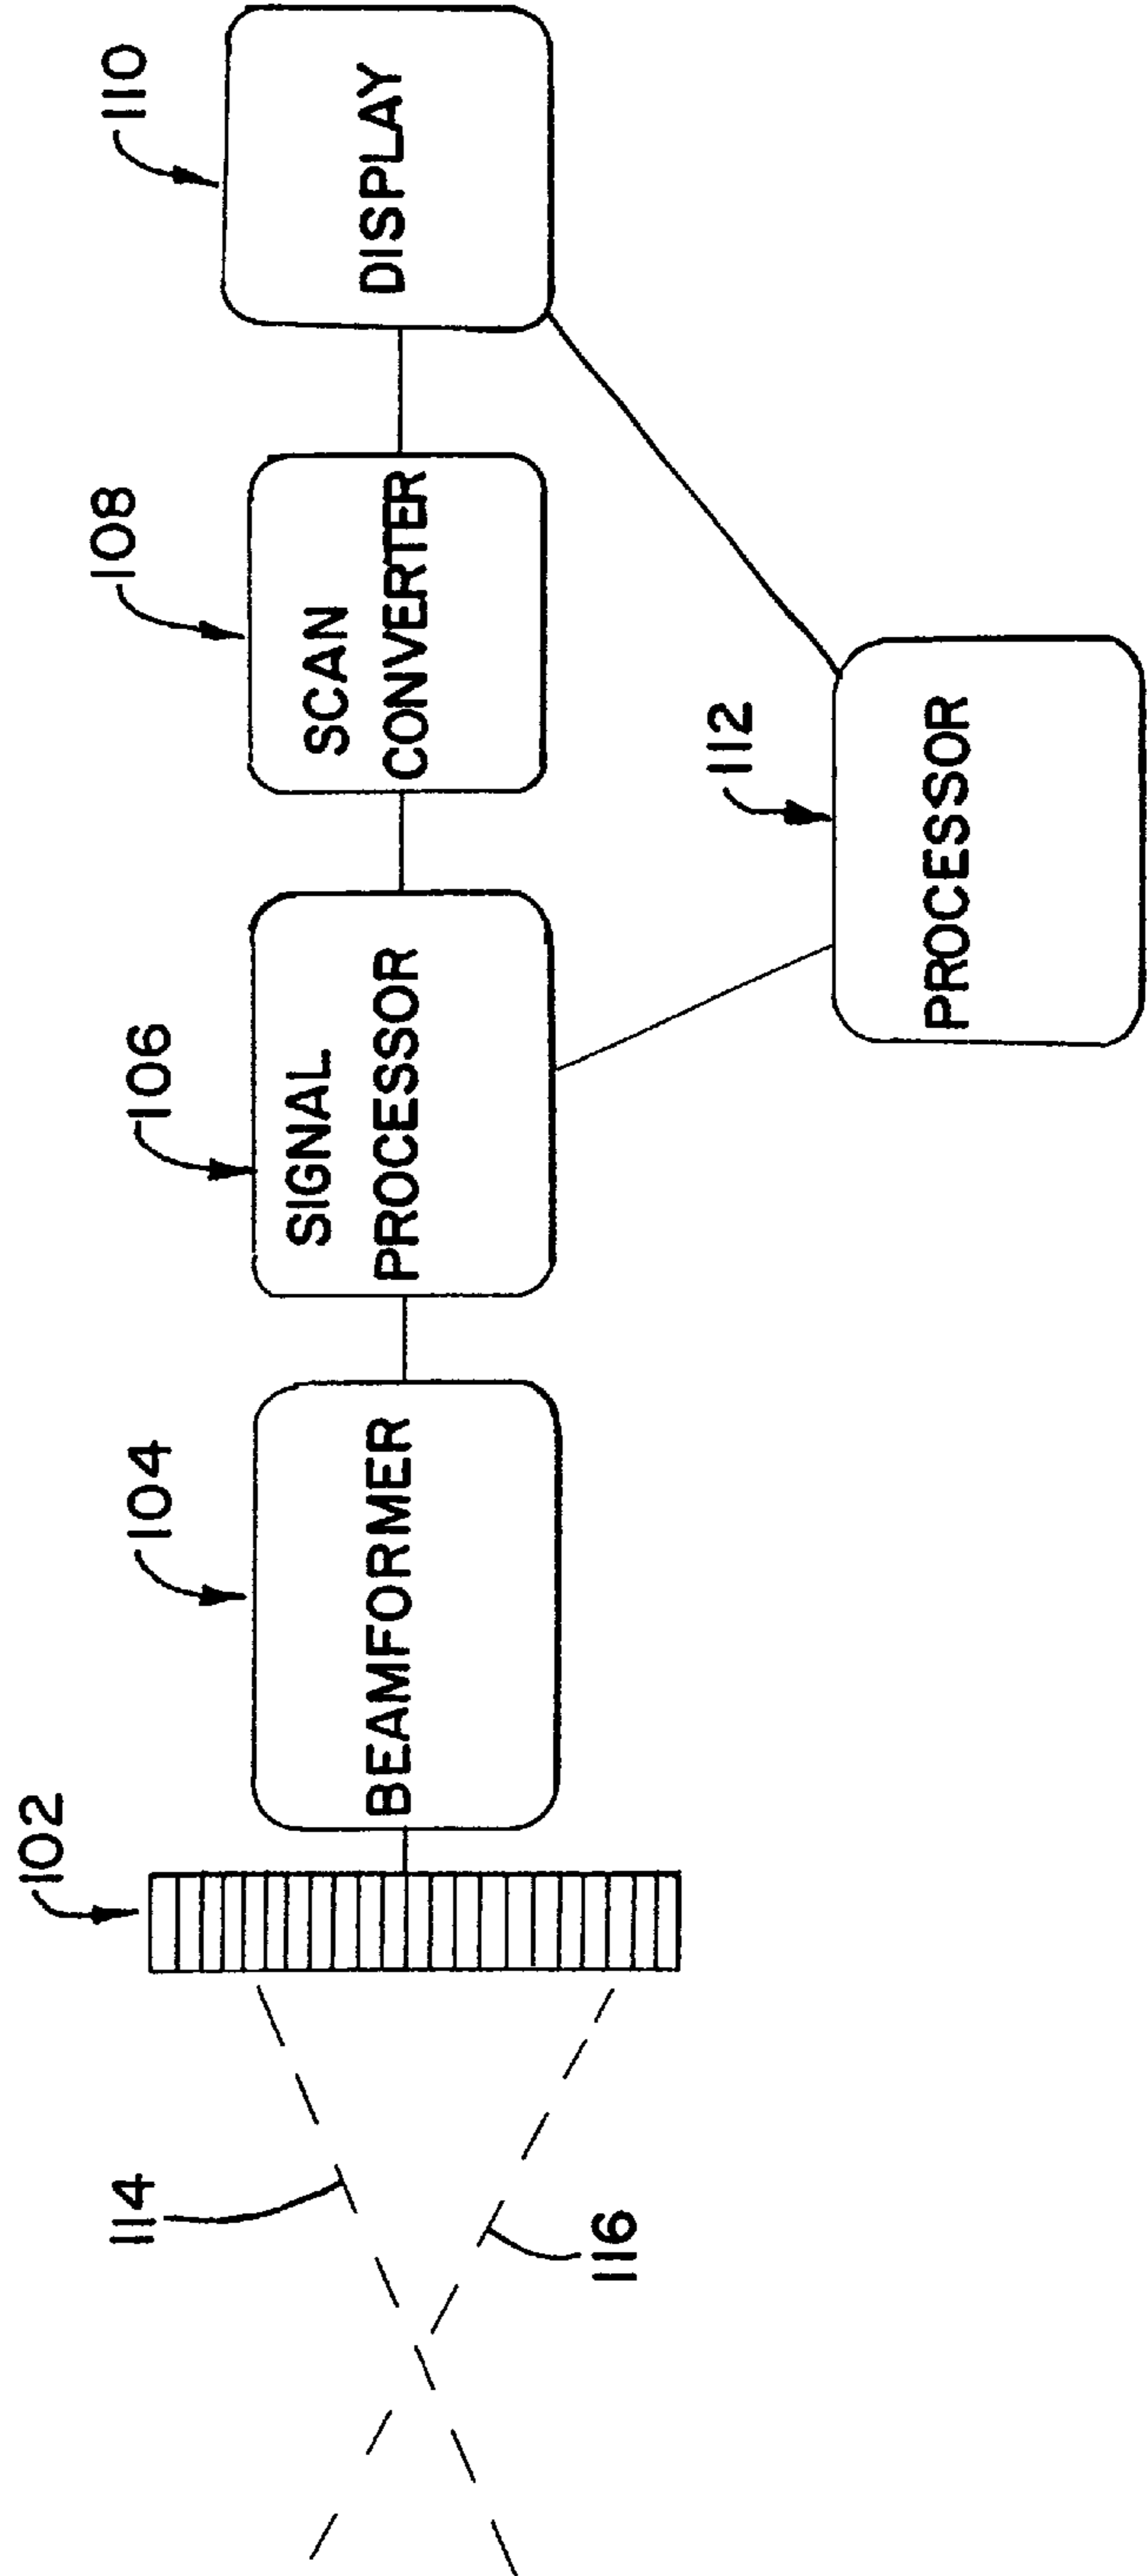 102
104
106
108
110
BEAMFORMER
SIGNAL
PROCESSOR
SCAN
CONVERTER
DISPLAY
114
116
112
PROCESSOR